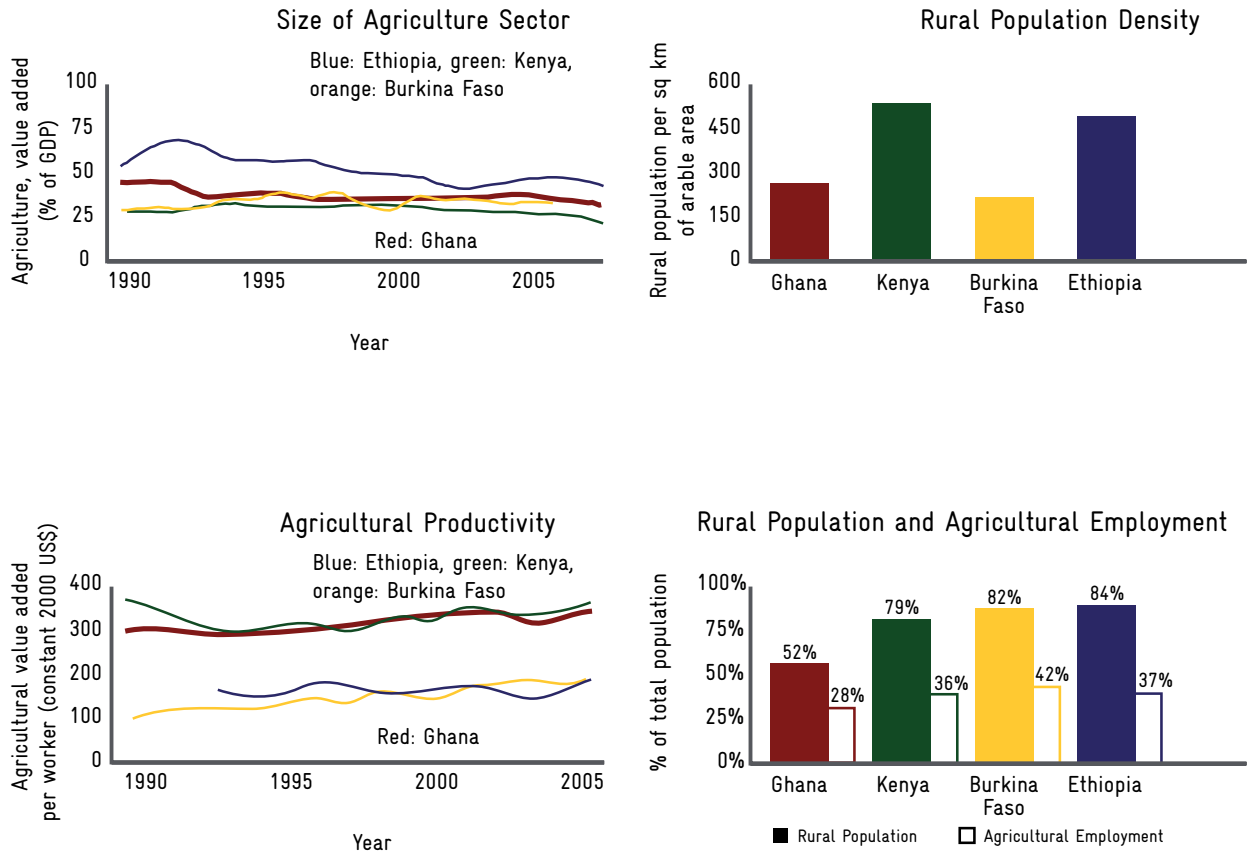 Size of Agriculture Sector
Blue: Ethiopia, green: Kenya,
orange: Burkina Faso
Agriculture, value added
(% of GDP)
100
75
50
25
0
Red: Ghana
1990 1995 2000 2005
Year
Rural Population Density
Rural population per sq km
of arable area
600
450
300
150
0
Ghana Kenya Burkina Faso Ethiopia
Agricultural Productivity
Blue: Ethiopia, green: Kenya,
orange: Burkina Faso
Agricultural value added
per worker (constant 2000 US$)
400
300
200
100
0
Red: Ghana
1990 1995 2000 2005
Year
Rural Population and Agricultural Employment
% of total population
100%
75%
50%
25%
0%
52% 28% 79% 36% 82% 42% 84% 37%
Ghana Kenya Burkina Faso Ethiopia
Rural Population Agricultural Employment